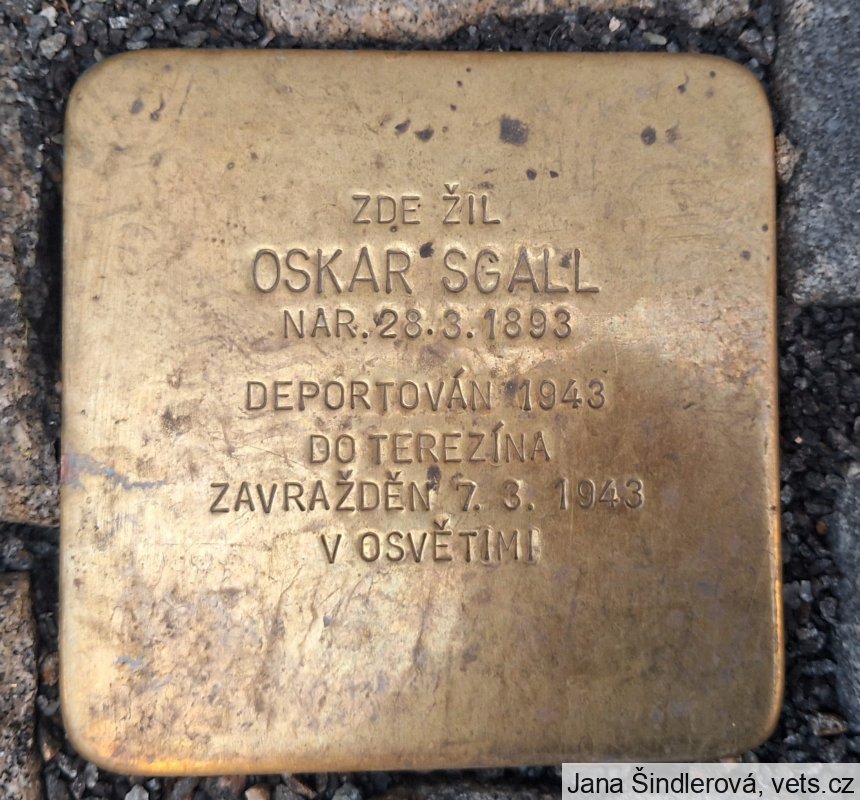 ZDE ŽIL
OSKAR SGALL
NAR. 28.3.1893
DEPORTOVÁN 1943
DO TEREZÍNA
ZAVRAŽDĚN 7. 3. 1943
V OSVĚTIMI
Jana Šindlerová, vets.cz